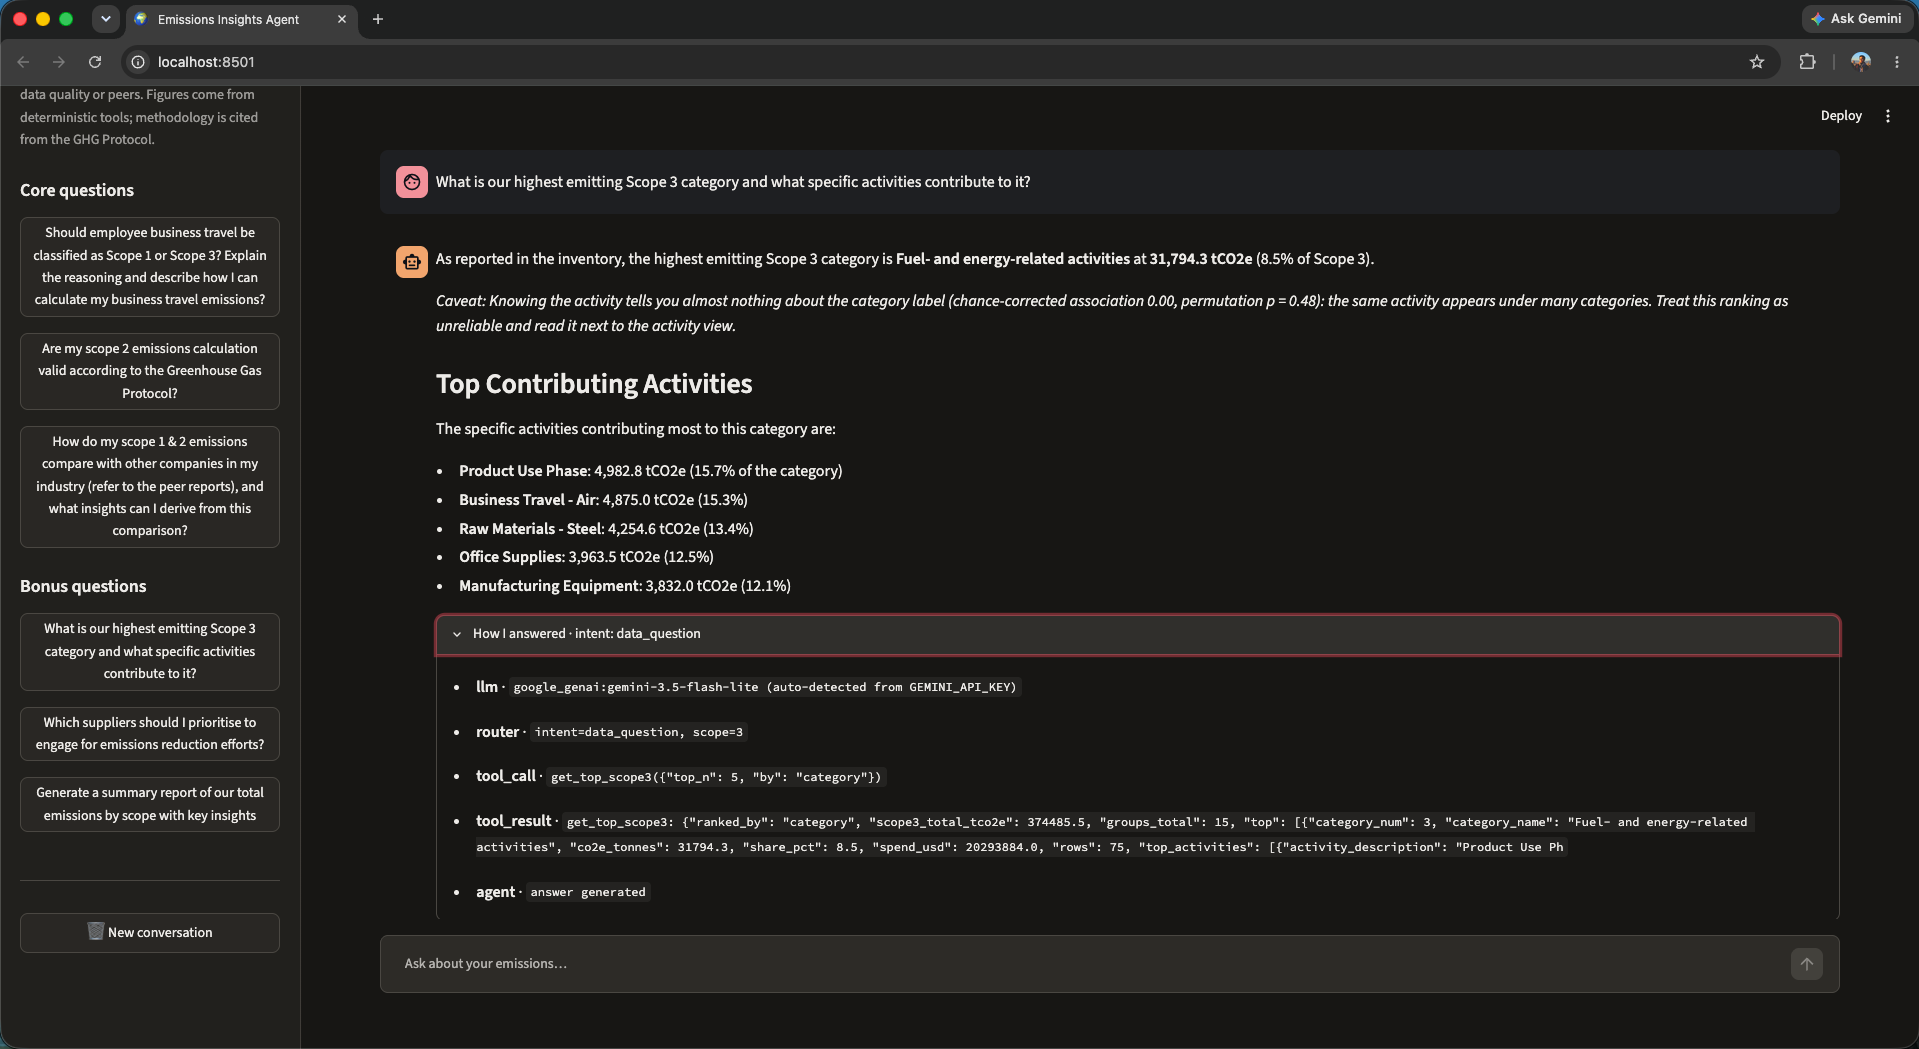 Emissions Insights Agent
Ask Gemini
localhost:8501
Deploy
data quality or peers. Figures come from
deterministic tools; methodology is cited
from the GHG Protocol.
Core questions
Should employee business travel be
classified as Scope 1 or Scope 3? Explain
the reasoning and describe how I can
calculate my business travel emissions?
Are my scope 2 emissions calculation
valid according to the Greenhouse Gas
Protocol?
How do my scope 1 & 2 emissions
compare with other companies in my
industry (refer to the peer reports), and
what insights can I derive from this
comparison?
Bonus questions
What is our highest emitting Scope 3
category and what specific activities
contribute to it?
Which suppliers should I prioritise to
engage for emissions reduction efforts?
Generate a summary report of our total
emissions by scope with key insights
New conversation
What is our highest emitting Scope 3 category and what specific activities contribute to it?
As reported in the inventory, the highest emitting Scope 3 category is Fuel- and energy-related activities at 31,794.3 tCO2e (8.5% of Scope 3).
Caveat: Knowing the activity tells you almost nothing about the category label (chance-corrected association 0.00, permutation p = 0.48): the same activity appears under many categories. Treat this ranking as
unreliable and read it next to the activity view.
Top Contributing Activities
The specific activities contributing most to this category are:
• Product Use Phase: 4,982.8 tCO2e (15.7% of the category)
• Business Travel - Air: 4,875.0 tCO2e (15.3%)
• Raw Materials - Steel: 4,254.6 tCO2e (13.4%)
• Office Supplies: 3,963.5 tCO2e (12.5%)
• Manufacturing Equipment: 3,832.0 tCO2e (12.1%)
How I answered · intent: data_question
• llm · google_genai:gemini-3.5-flash-lite (auto-detected from GEMINI_API_KEY)
• router · intent=data_question, scope=3
• tool_call · get_top_scope3({"top_n": 5, "by": "category"})
• tool_result · get_top_scope3: {"ranked_by": "category", "scope3_total_tco2e": 374485.5, "groups_total": 15, "top": [{"category_num": 3, "category_name": "Fuel- and energy-related
activities", "co2e_tonnes": 31794.3, "share_pct": 8.5, "spend_usd": 20293884.0, "rows": 75, "top_activities": [{"activity_description": "Product Use Ph
• agent · answer generated
Ask about your emissions…